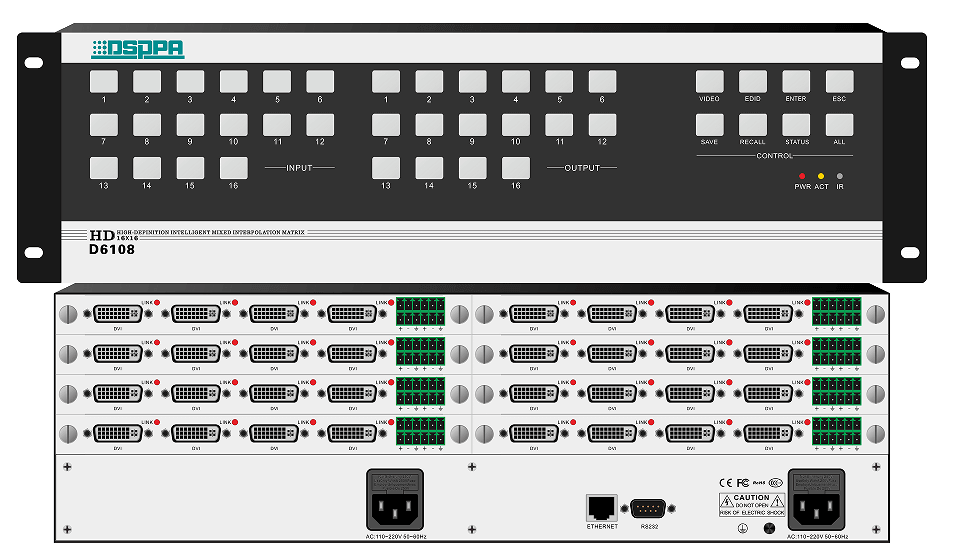 DSPPA
1 2 3 4 5 6 1 2 3 4 5 6 VIDEO EDID ENTER ESC
7 8 9 10 11 12 7 8 9 10 11 12 SAVE RECALL STATUS ALL
CONTROL
13 14 15 16 INPUT 13 14 15 16 OUTPUT
PWR ACT IR
HD HIGH-DEFINITION INTELLIGENT MIXED INTERPOLATION MATRIX
16X16
D6108
LINK LINK LINK LINK LINK LINK LINK LINK
DVI DVI DVI DVI + - + - DVI DVI DVI DVI + - + -
LINK LINK LINK LINK LINK LINK LINK LINK
DVI DVI DVI DVI + - + - DVI DVI DVI DVI + - + -
LINK LINK LINK LINK LINK LINK LINK LINK
DVI DVI DVI DVI + - + - DVI DVI DVI DVI + - + -
LINK LINK LINK LINK LINK LINK LINK LINK
DVI DVI DVI DVI + - + - DVI DVI DVI DVI + - + -
CE FC RoHS CCC
CAUTION
DO NOT OPEN
RISK OF ELECTRIC SHOCK
ETHERNET RS232
AC:110-220V 50-60Hz AC:110-220V 50-60Hz